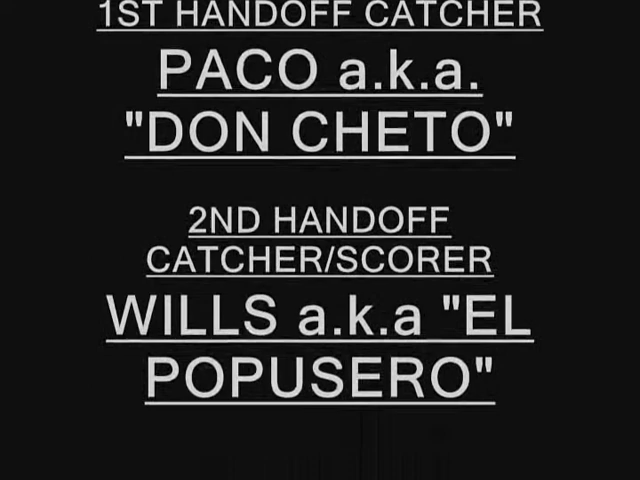 1ST HANDOFF CATCHER
PACO a.k.a.
"DON CHETO"
2ND HANDOFF
CATCHER/SCORER
WILLS a.k.a "EL
POPUSERO"